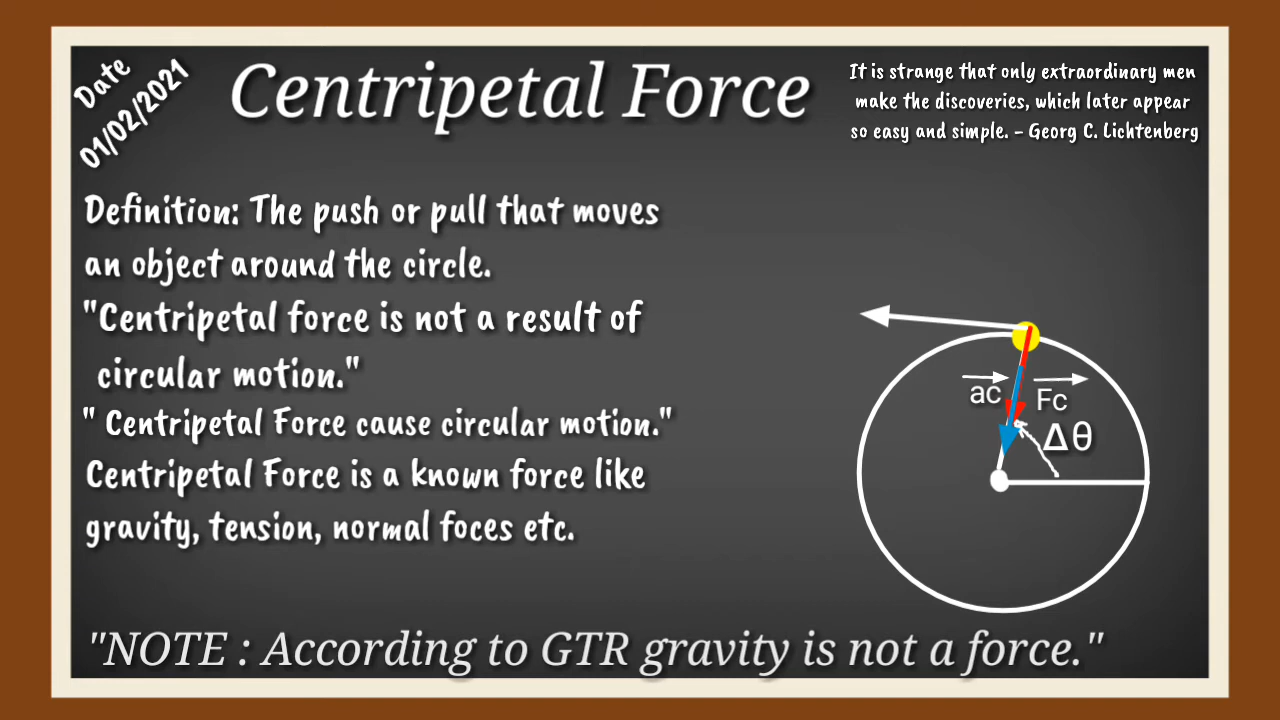 Date
01/02/2021
Centripetal Force
It is strange that only extraordinary men
make the discoveries, which later appear
so easy and simple. - Georg C. Lichtenberg
Definition: The push or pull that moves
an object around the circle.
"Centripetal force is not a result of
circular motion."
" Centripetal Force cause circular motion."
Centripetal Force is a known force like
gravity, tension, normal foces etc.
ac
Fc
Δθ
"NOTE : According to GTR gravity is not a force."